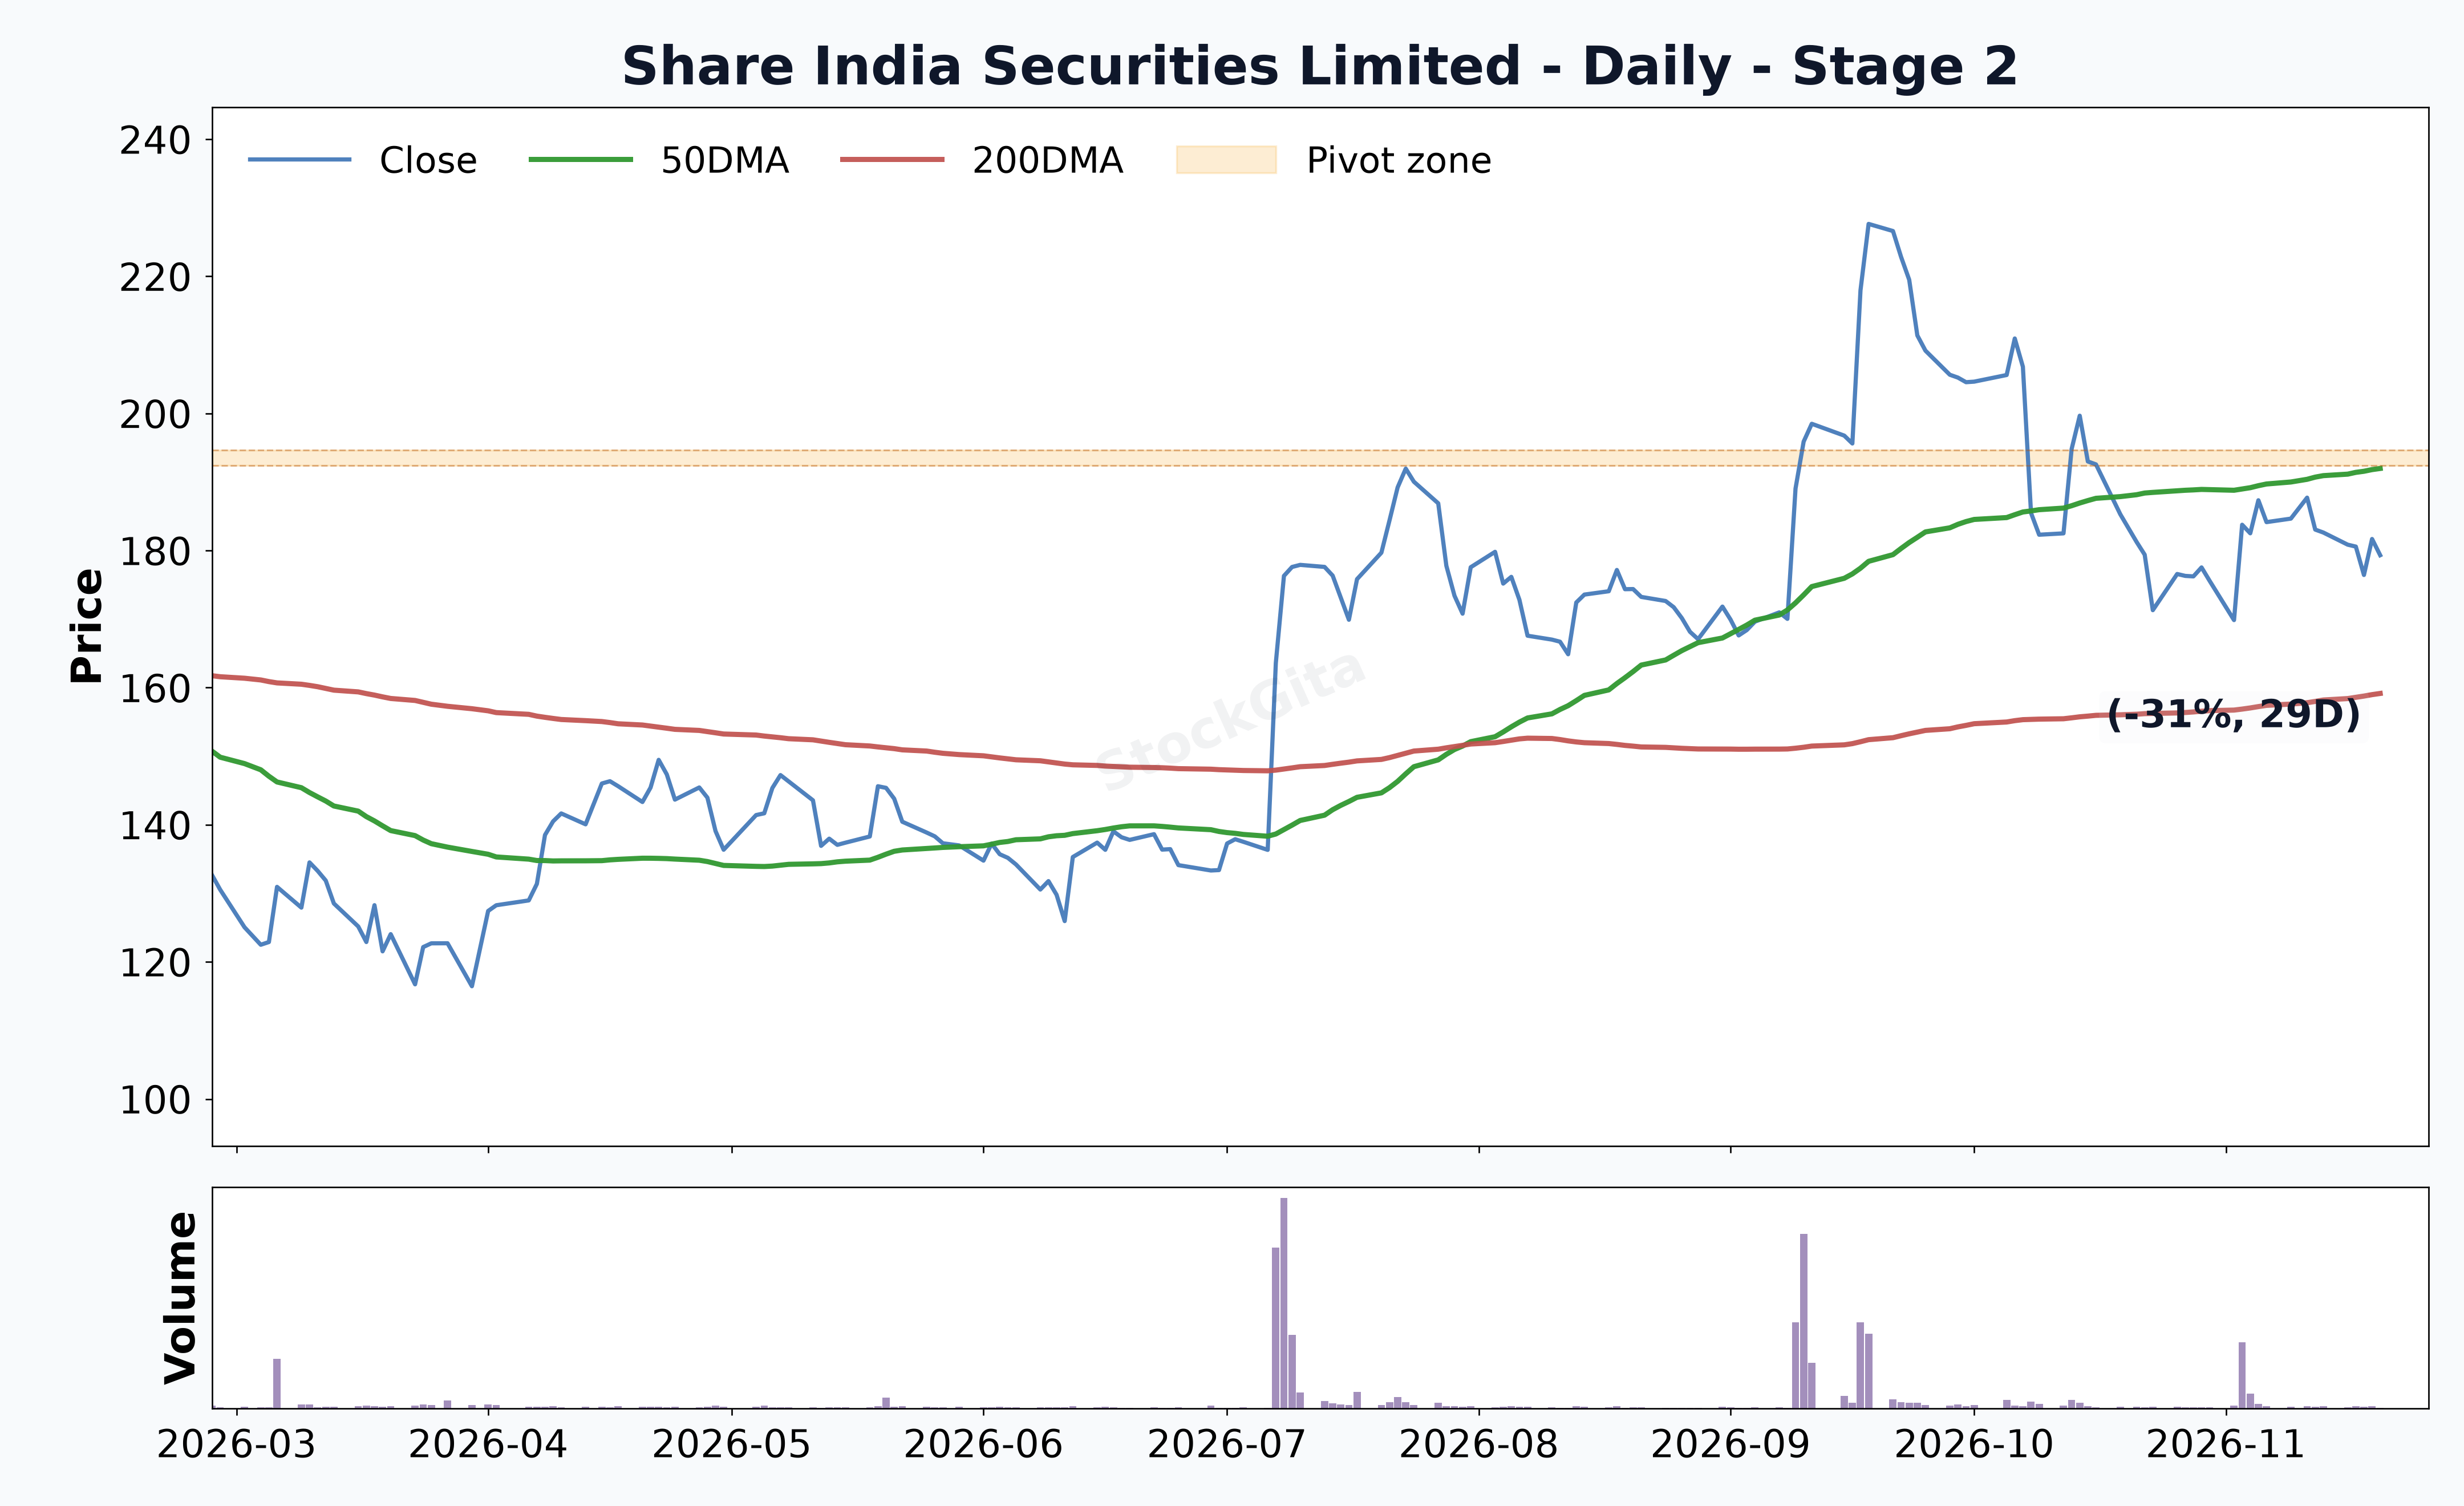 Share India Securities Limited - Daily - Stage 2
Close 50DMA 200DMA Pivot zone
240
220
200
180
160
140
120
100
Price
StockGita
(-31%, 29D)
Volume
2026-03 2026-04 2026-05 2026-06 2026-07 2026-08 2026-09 2026-10 2026-11